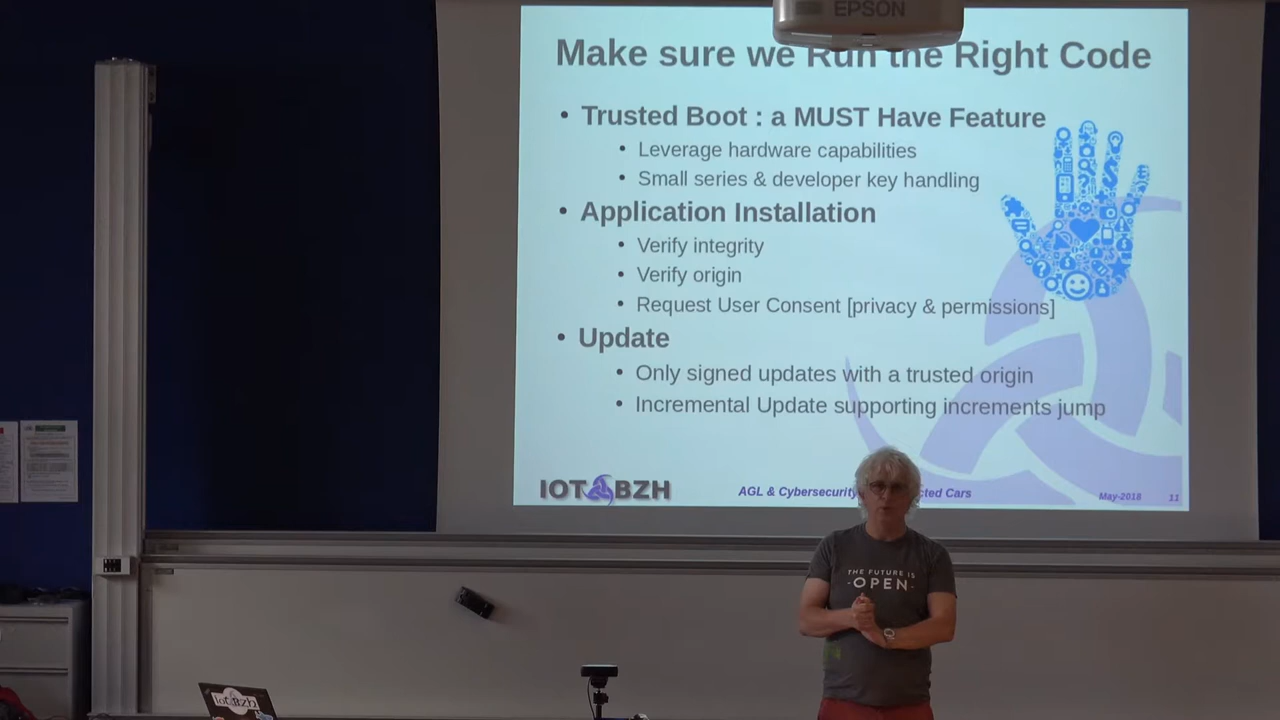 EPSON
Make sure we Run the Right Code
• Trusted Boot : a MUST Have Feature
• Leverage hardware capabilities
• Small series & developer key handling
• Application Installation
• Verify integrity
• Verify origin
• Request User Consent [privacy & permissions]
• Update
• Only signed updates with a trusted origin
• Incremental Update supporting increments jump
IOT BZH
AGL & Cybersecurity cted Cars
May-2018
11
THE FUTURE IS
-OPEN-
IoT Bzh